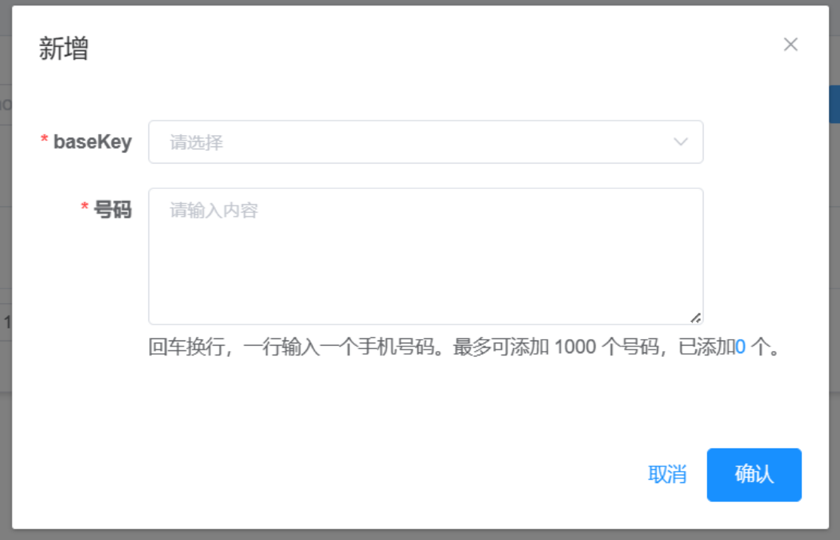 新增
* baseKey 请选择
* 号码 请输入内容
回车换行，一行输入一个手机号码。最多可添加 1000 个号码，已添加0 个。
取消 确认